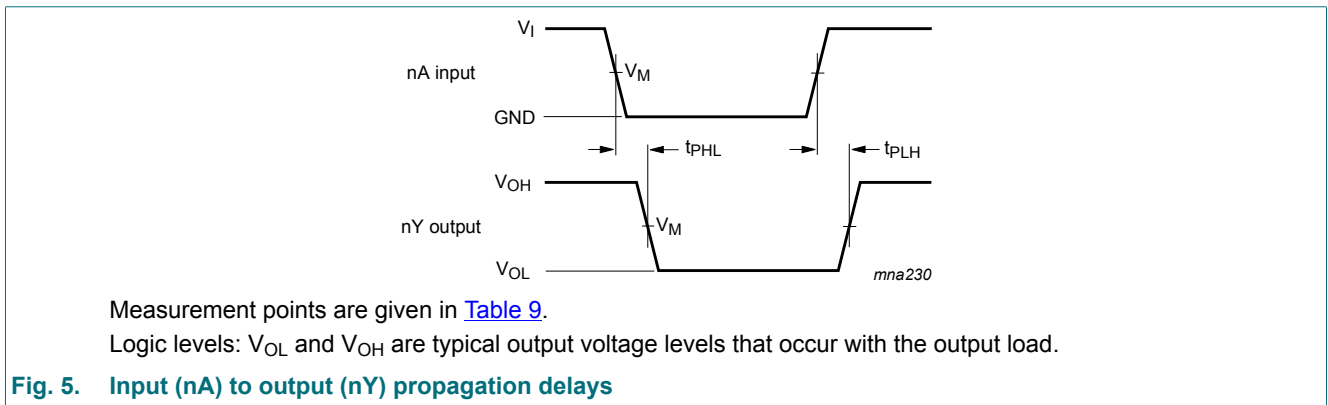 V_I
nA input
V_M
GND
t_PHL
t_PLH
V_OH
nY output
V_M
V_OL
mna230
Measurement points are given in Table 9.
Logic levels: V_OL and V_OH are typical output voltage levels that occur with the output load.
Fig. 5. Input (nA) to output (nY) propagation delays